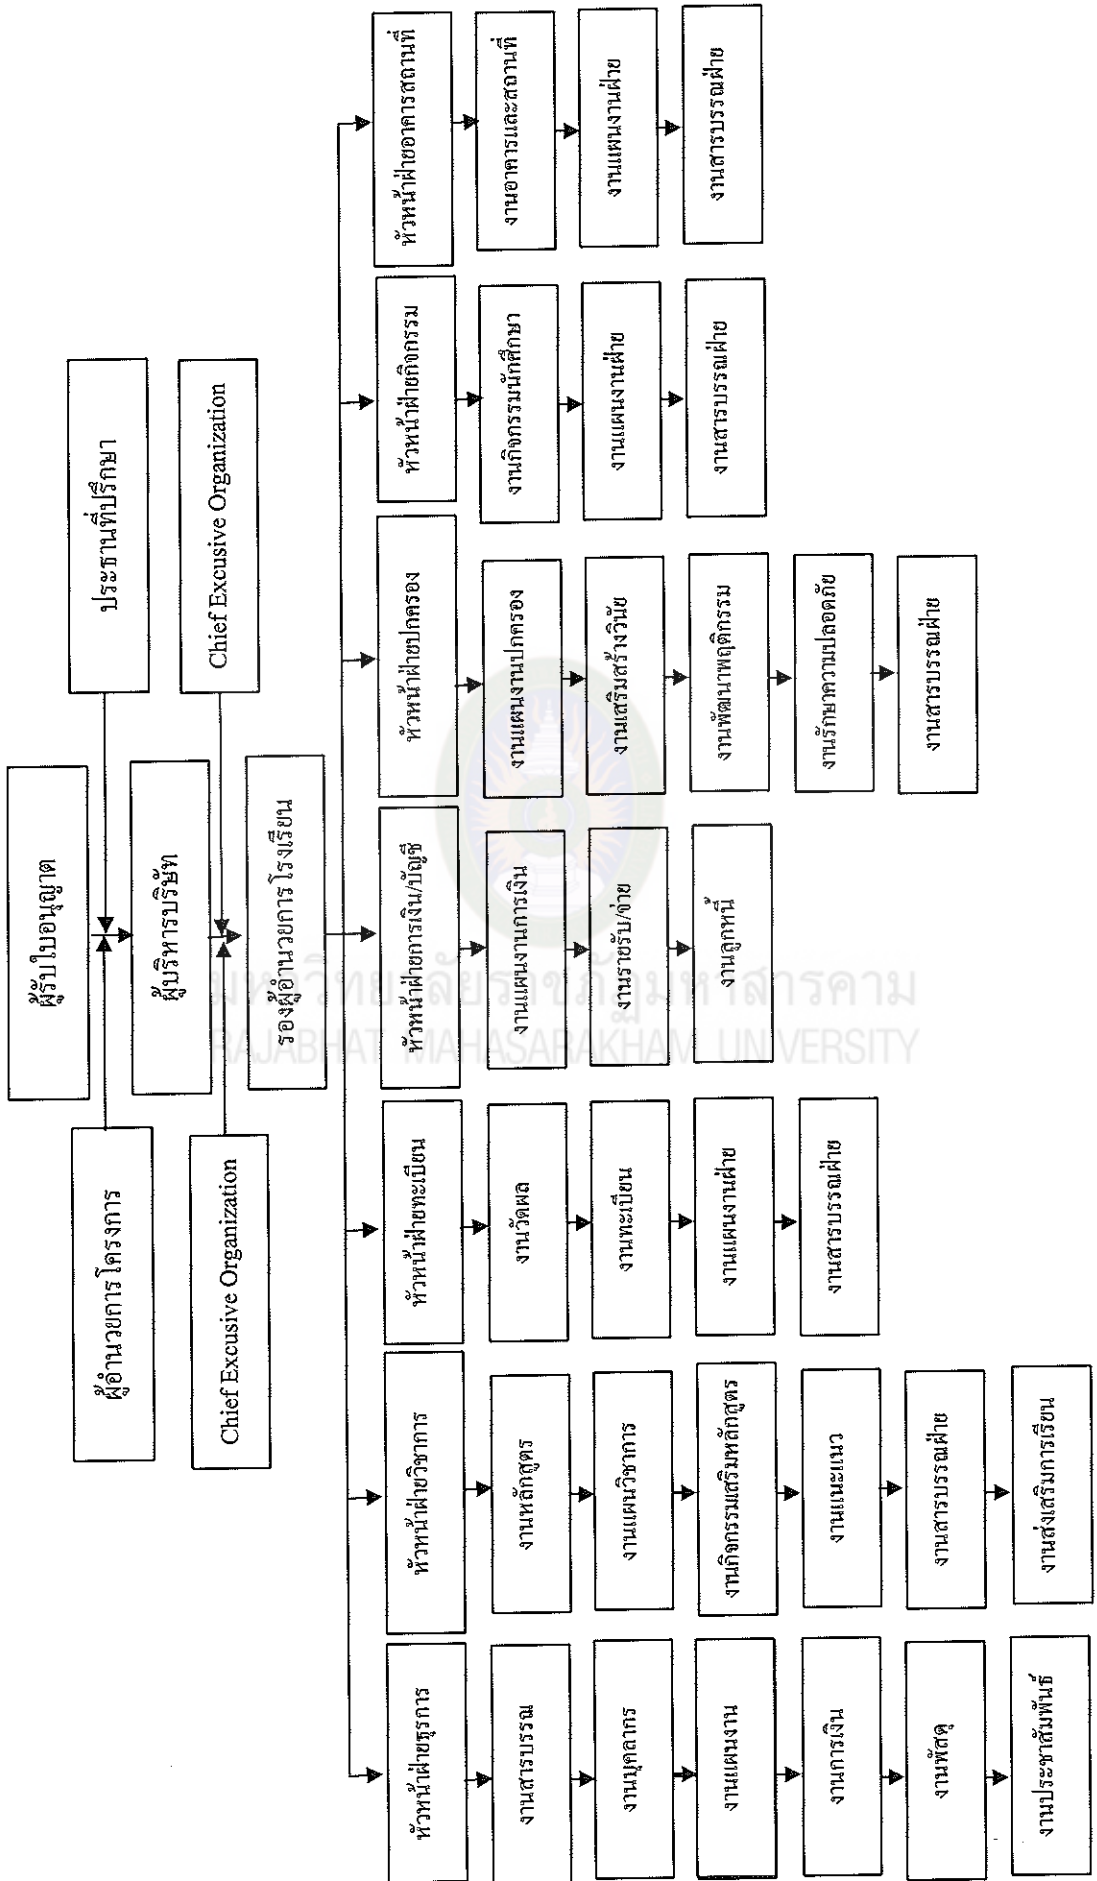 ผู้รับใบอนุญาต
ผู้อำนวยการโครงการ
ประธานที่ปรึกษา
ผู้บริหารบริษัท
Chief Excusive Organization
Chief Excusive Organization
รองผู้อำนวยการโรงเรียน
หัวหน้าฝ่ายธุรการ
งานสารบรรณ
งานบุคลากร
งานแผนงาน
งานการเงิน
งานพัสดุ
งานประชาสัมพันธ์
หัวหน้าฝ่ายวิชาการ
งานหลักสูตร
งานแผนวิชาการ
งานกิจกรรมเสริมหลักสูตร
งานแนะแนว
งานสารบรรณฝ่าย
งานส่งเสริมการเรียน
หัวหน้าฝ่ายทะเบียน
งานวัดผล
งานทะเบียน
งานแผนงานฝ่าย
งานสารบรรณฝ่าย
หัวหน้าฝ่ายการเงิน/บัญชี
งานแผนงานการเงิน
งานรายรับ/จ่าย
งานลูกหนี้
หัวหน้าฝ่ายปกครอง
งานแผนงานปกครอง
งานเสริมสร้างวินัย
งานพัฒนาพฤติกรรม
งานรักษาความปลอดภัย
งานสารบรรณฝ่าย
หัวหน้าฝ่ายกิจกรรม
งานกิจกรรมนักศึกษา
งานแผนงานฝ่าย
งานสารบรรณฝ่าย
หัวหน้าฝ่ายอาคารสถานที่
งานอาคารและสถานที่
งานแผนงานฝ่าย
งานสารบรรณฝ่าย
มหาวิทยาลัยราชภัฏมหาสารคาม
RAJABHAT MAHASARAKHAM UNIVERSITY